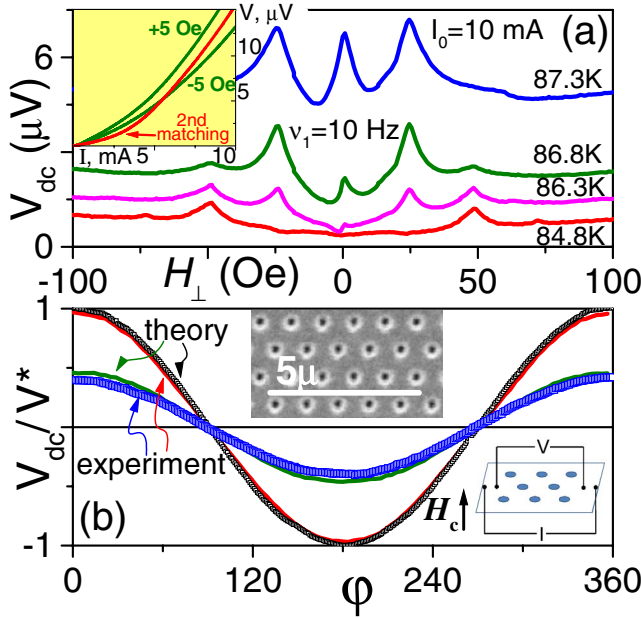 V, μV
+5 Oe
10
-5 Oe
5
2nd
matching
I, mA 5
10
I₀=10 mA
(a)
87.3K
ν₁=10 Hz
86.8K
86.3K
84.8K
6
4
2
0
V_dc (μV)
-100
-50
0
50
100
H⊥ (Oe)
1
theory
5μ
V_dc/V*
experiment
(b)
V
H_c
I
-1
0
120
240
360
φ